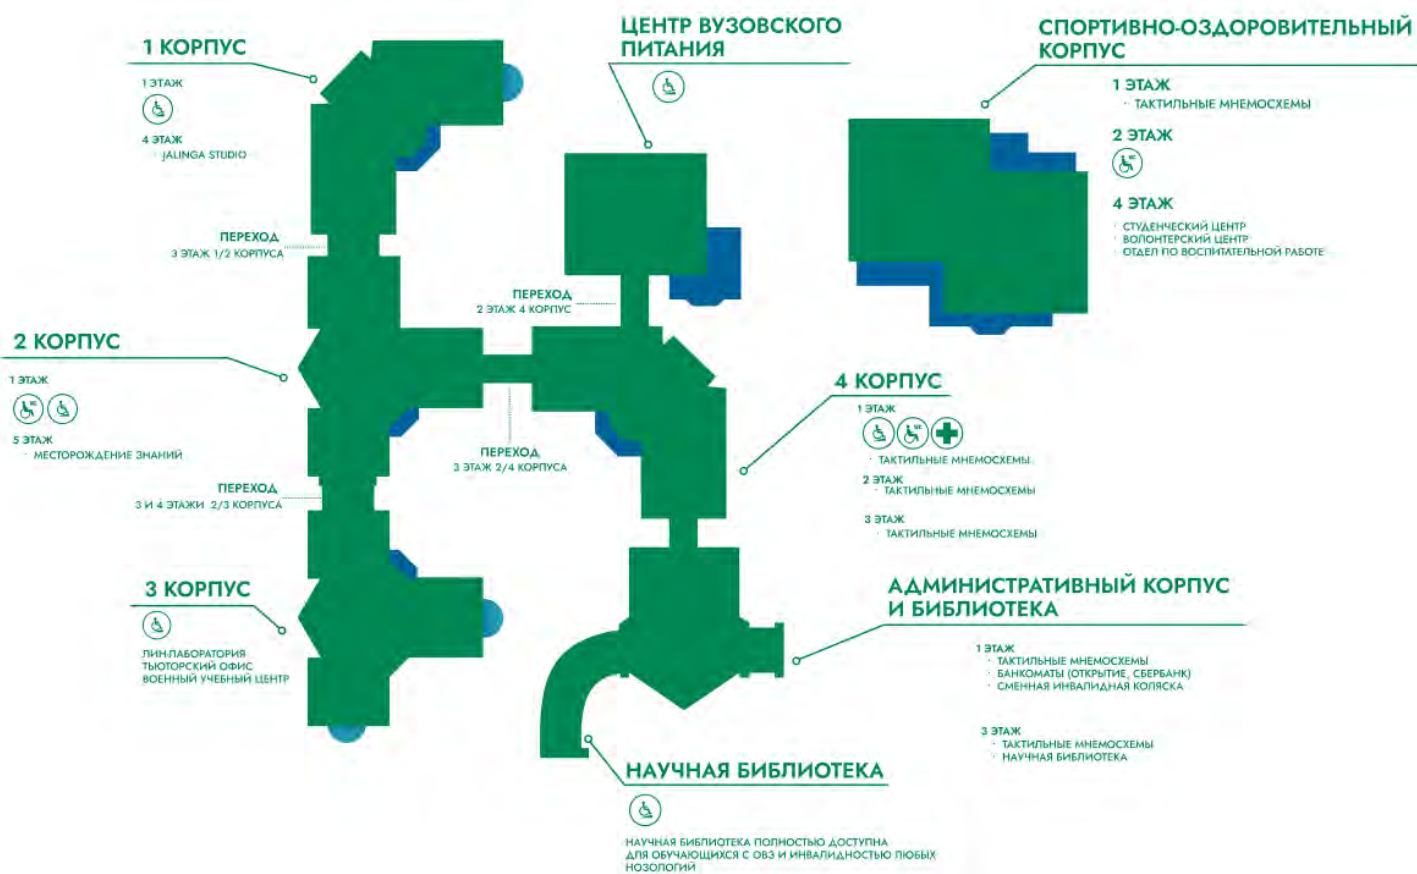 1 КОРПУС
1 ЭТАЖ
4 ЭТАЖ
· JALINGA STUDIO
ПЕРЕХОД
3 ЭТАЖ 1/2 КОРПУСА
2 КОРПУС
1 ЭТАЖ
5 ЭТАЖ
· МЕСТОРОЖДЕНИЕ ЗНАНИЙ
ПЕРЕХОД
3 И 4 ЭТАЖИ 2/3 КОРПУСА
3 КОРПУС
ЛИН-ЛАБОРАТОРИЯ
ТЬЮТОРСКИЙ ОФИС
ВОЕННЫЙ УЧЕБНЫЙ ЦЕНТР
ЦЕНТР ВУЗОВСКОГО
ПИТАНИЯ
ПЕРЕХОД
2 ЭТАЖ 4 КОРПУС
ПЕРЕХОД
3 ЭТАЖ 2/4 КОРПУСА
СПОРТИВНО-ОЗДОРОВИТЕЛЬНЫЙ
КОРПУС
1 ЭТАЖ
· ТАКТИЛЬНЫЕ МНЕМОСХЕМЫ
2 ЭТАЖ
4 ЭТАЖ
· СТУДЕНЧЕСКИЙ ЦЕНТР
· ВОЛОНТЕРСКИЙ ЦЕНТР
· ОТДЕЛ ПО ВОСПИТАТЕЛЬНОЙ РАБОТЕ
4 КОРПУС
1 ЭТАЖ
· ТАКТИЛЬНЫЕ МНЕМОСХЕМЫ
2 ЭТАЖ
· ТАКТИЛЬНЫЕ МНЕМОСХЕМЫ
3 ЭТАЖ
· ТАКТИЛЬНЫЕ МНЕМОСХЕМЫ
АДМИНИСТРАТИВНЫЙ КОРПУС
И БИБЛИОТЕКА
1 ЭТАЖ
· ТАКТИЛЬНЫЕ МНЕМОСХЕМЫ
· БАНКОМАТЫ (ОТКРЫТИЕ, СБЕРБАНК)
· СМЕННАЯ ИНВАЛИДНАЯ КОЛЯСКА
3 ЭТАЖ
· ТАКТИЛЬНЫЕ МНЕМОСХЕМЫ
· НАУЧНАЯ БИБЛИОТЕКА
НАУЧНАЯ БИБЛИОТЕКА
НАУЧНАЯ БИБЛИОТЕКА ПОЛНОСТЬЮ ДОСТУПНА
ДЛЯ ОБУЧАЮЩИХСЯ С ОВЗ И ИНВАЛИДНОСТЬЮ ЛЮБЫХ
НОЗОЛОГИЙ